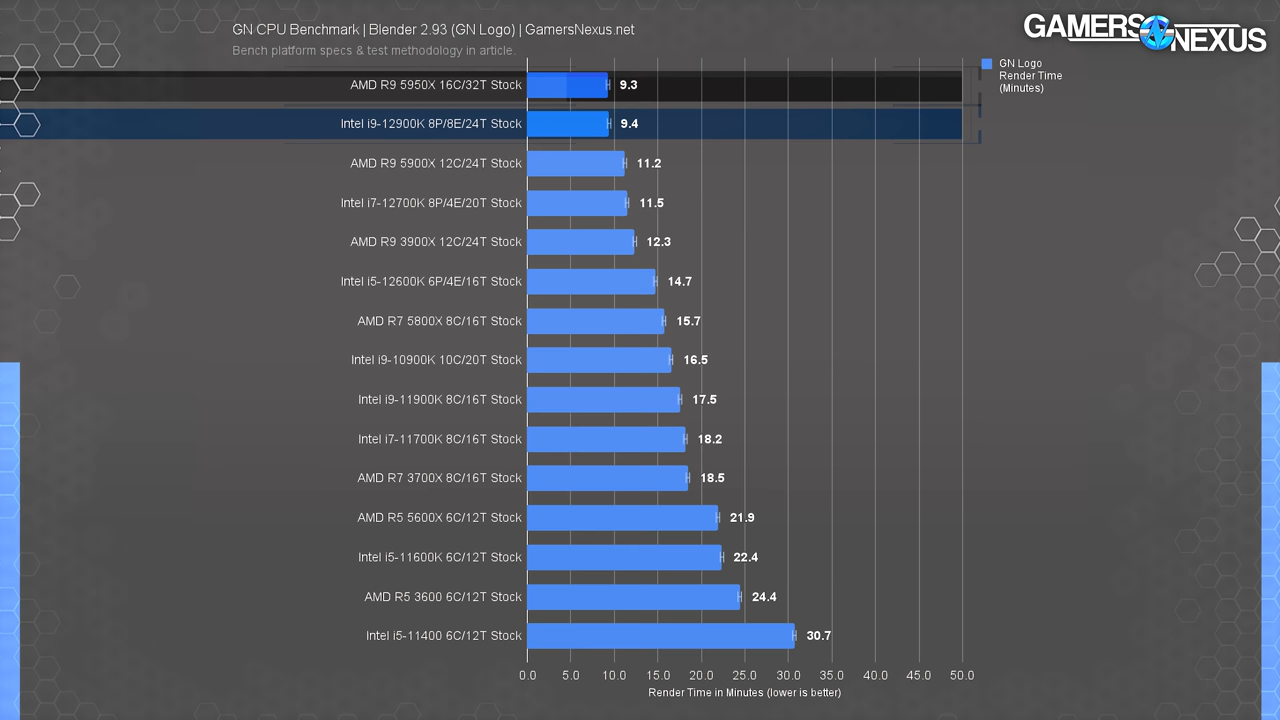 GN CPU Benchmark | Blender 2.93 (GN Logo) | GamersNexus.net
Bench platform specs & test methodology in article.
GAMERS NEXUS
GN Logo
Render Time
(Minutes)
AMD R9 5950X 16C/32T Stock 9.3
Intel i9-12900K 8P/8E/24T Stock 9.4
AMD R9 5900X 12C/24T Stock 11.2
Intel i7-12700K 8P/4E/20T Stock 11.5
AMD R9 3900X 12C/24T Stock 12.3
Intel i5-12600K 6P/4E/16T Stock 14.7
AMD R7 5800X 8C/16T Stock 15.7
Intel i9-10900K 10C/20T Stock 16.5
Intel i9-11900K 8C/16T Stock 17.5
Intel i7-11700K 8C/16T Stock 18.2
AMD R7 3700X 8C/16T Stock 18.5
AMD R5 5600X 6C/12T Stock 21.9
Intel i5-11600K 6C/12T Stock 22.4
AMD R5 3600 6C/12T Stock 24.4
Intel i5-11400 6C/12T Stock 30.7
0.0 5.0 10.0 15.0 20.0 25.0 30.0 35.0 40.0 45.0 50.0
Render Time in Minutes (lower is better)